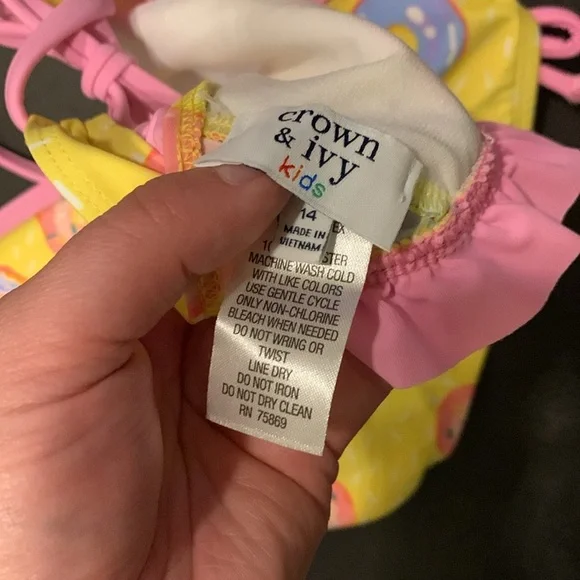 crown
& ivy
kids
14
MADE IN
VIETNAM
MACHINE WASH COLD
WITH LIKE COLORS
USE GENTLE CYCLE
ONLY NON-CHLORINE
BLEACH WHEN NEEDED
DO NOT WRING OR
TWIST
LINE DRY
DO NOT IRON
DO NOT DRY CLEAN
RN 75869